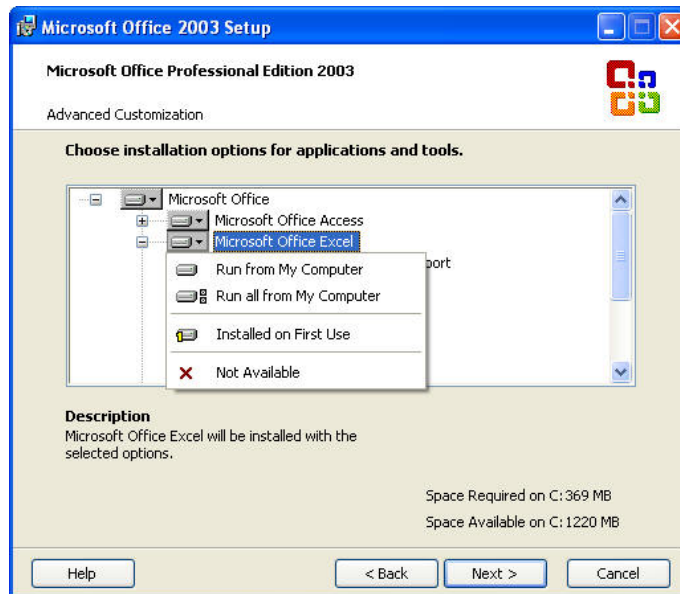 Microsoft Office 2003 Setup
Microsoft Office Professional Edition 2003
Advanced Customization
Choose installation options for applications and tools.
Microsoft Office
Microsoft Office Access
Microsoft Office Excel
port
Run from My Computer
Run all from My Computer
Installed on First Use
Not Available
Description
Microsoft Office Excel will be installed with the
selected options.
Space Required on C: 369 MB
Space Available on C: 1220 MB
Help
< Back
Next >
Cancel